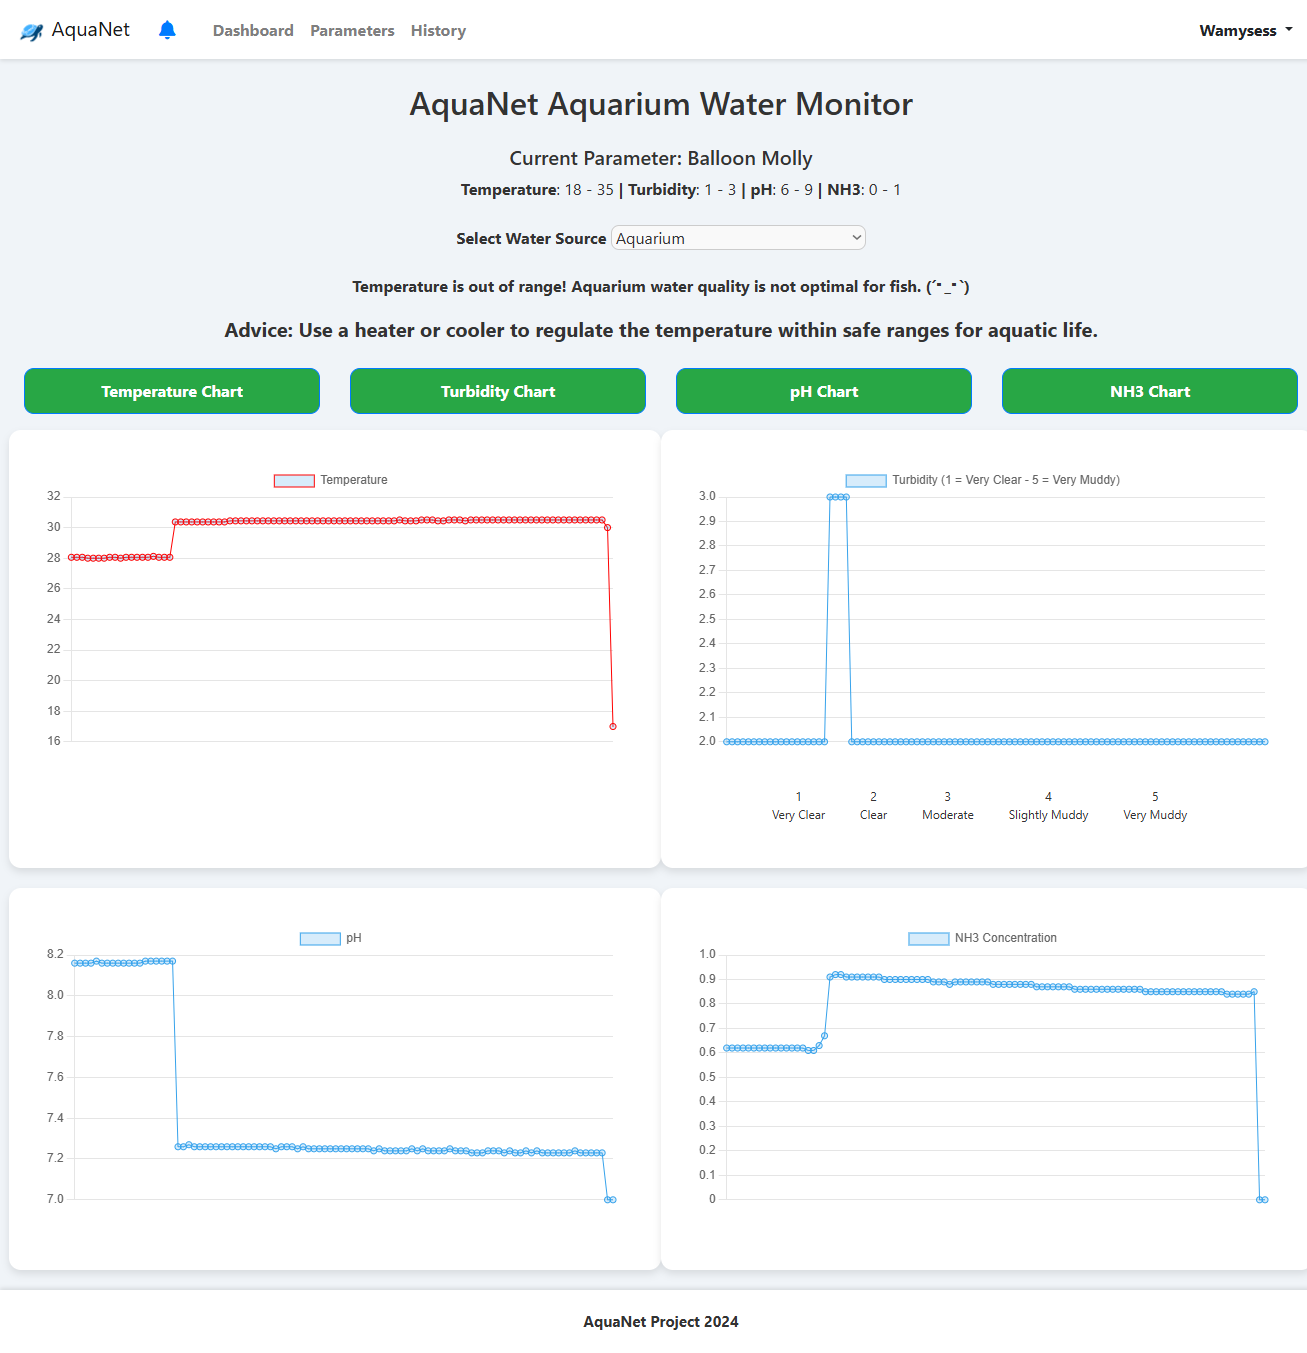 AquaNet
Dashboard Parameters History
Wamysess
AquaNet Aquarium Water Monitor
Current Parameter: Balloon Molly
Temperature: 18 - 35 | Turbidity: 1 - 3 | pH: 6 - 9 | NH3: 0 - 1
Select Water Source Aquarium
Temperature is out of range! Aquarium water quality is not optimal for fish. (´•̥ _•̥ `)
Advice: Use a heater or cooler to regulate the temperature within safe ranges for aquatic life.
Temperature Chart
Turbidity Chart
pH Chart
NH3 Chart
Temperature
32
30
28
26
24
22
20
18
16
Turbidity (1 = Very Clear - 5 = Very Muddy)
3.0
2.9
2.8
2.7
2.6
2.5
2.4
2.3
2.2
2.1
2.0
1 2 3 4 5
Very Clear Clear Moderate Slightly Muddy Very Muddy
pH
8.2
8.0
7.8
7.6
7.4
7.2
7.0
NH3 Concentration
1.0
0.9
0.8
0.7
0.6
0.5
0.4
0.3
0.2
0.1
0
AquaNet Project 2024